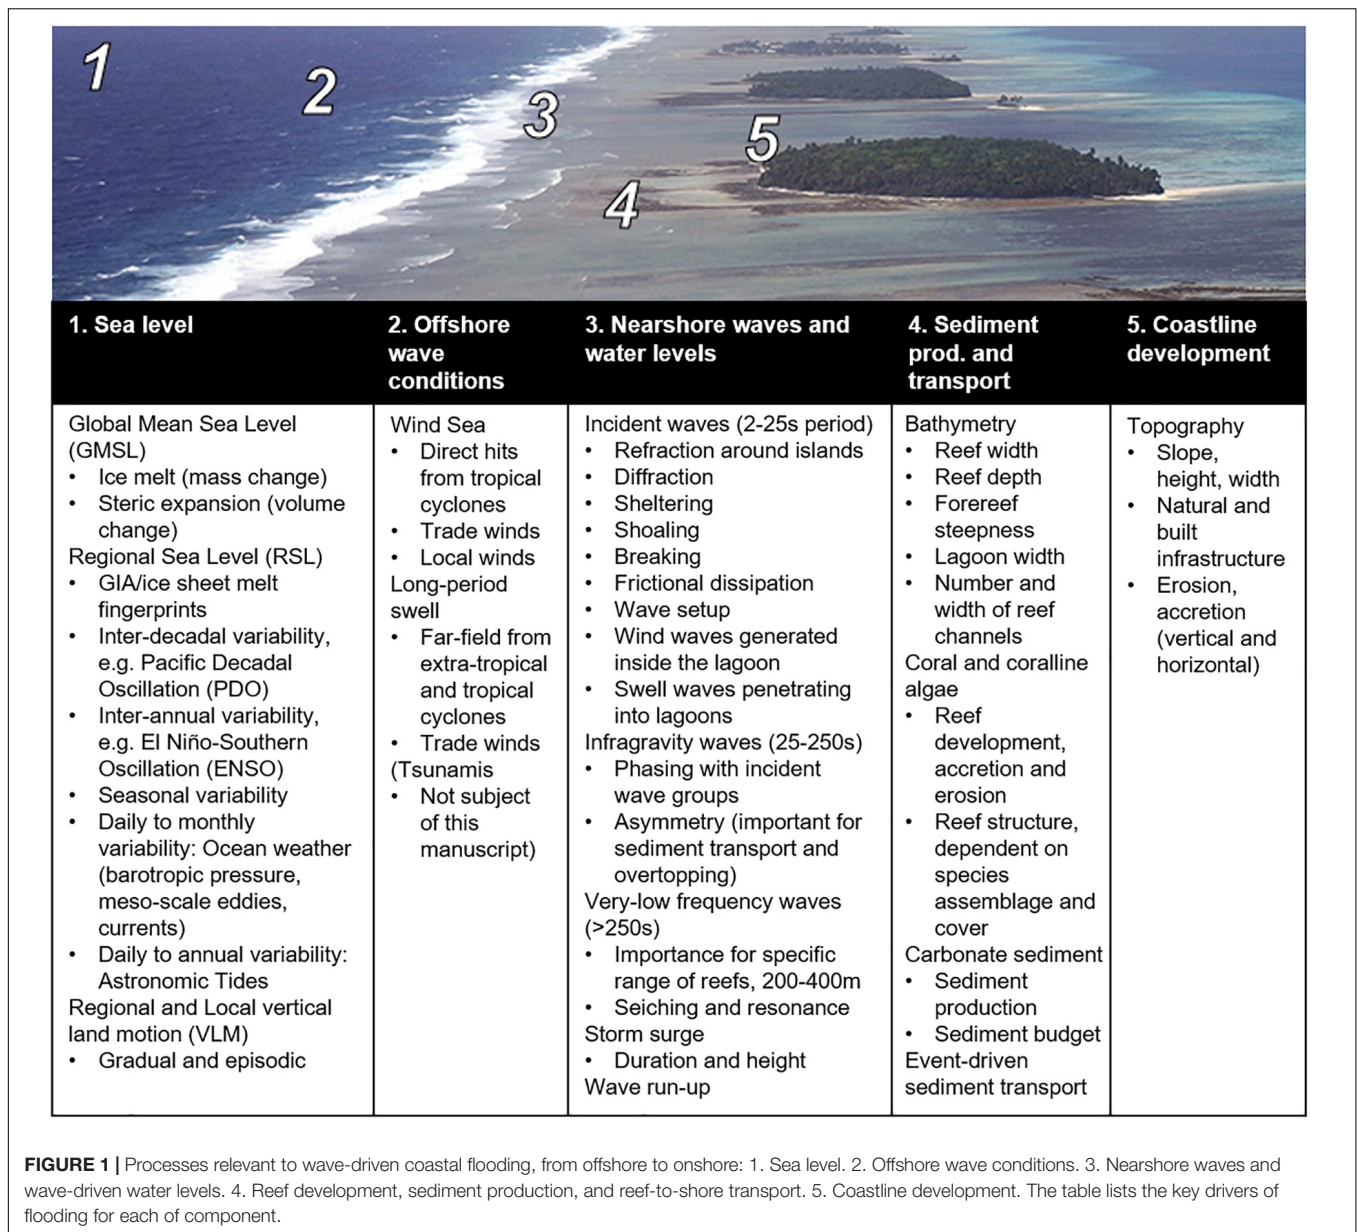 1
2
3
4
5
1. Sea level
2. Offshore
wave
conditions
3. Nearshore waves and
water levels
4. Sediment
prod. and
transport
5. Coastline
development
Global Mean Sea Level
(GMSL)
• Ice melt (mass change)
• Steric expansion (volume
change)
Regional Sea Level (RSL)
• GIA/ice sheet melt
fingerprints
• Inter-decadal variability,
e.g. Pacific Decadal
Oscillation (PDO)
• Inter-annual variability,
e.g. El Niño-Southern
Oscillation (ENSO)
• Seasonal variability
• Daily to monthly
variability: Ocean weather
(barotropic pressure,
meso-scale eddies,
currents)
• Daily to annual variability:
Astronomic Tides
Regional and Local vertical
land motion (VLM)
• Gradual and episodic
Wind Sea
• Direct hits
from tropical
cyclones
• Trade winds
• Local winds
Long-period
swell
• Far-field from
extra-tropical
and tropical
cyclones
• Trade winds
(Tsunamis
• Not subject
of this
manuscript)
Incident waves (2-25s period)
• Refraction around islands
• Diffraction
• Sheltering
• Shoaling
• Breaking
• Frictional dissipation
• Wave setup
• Wind waves generated
inside the lagoon
• Swell waves penetrating
into lagoons
Infragravity waves (25-250s)
• Phasing with incident
wave groups
• Asymmetry (important for
sediment transport and
overtopping)
Very-low frequency waves
(>250s)
• Importance for specific
range of reefs, 200-400m
• Seiching and resonance
Storm surge
• Duration and height
Wave run-up
Bathymetry
• Reef width
• Reef depth
• Forereef
steepness
• Lagoon width
• Number and
width of reef
channels
Coral and coralline
algae
• Reef
development,
accretion and
erosion
• Reef structure,
dependent on
species
assemblage and
cover
Carbonate sediment
• Sediment
production
• Sediment budget
Event-driven
sediment transport
Topography
• Slope,
height, width
• Natural and
built
infrastructure
• Erosion,
accretion
(vertical and
horizontal)
FIGURE 1 | Processes relevant to wave-driven coastal flooding, from offshore to onshore: 1. Sea level. 2. Offshore wave conditions. 3. Nearshore waves and
wave-driven water levels. 4. Reef development, sediment production, and reef-to-shore transport. 5. Coastline development. The table lists the key drivers of
flooding for each of component.